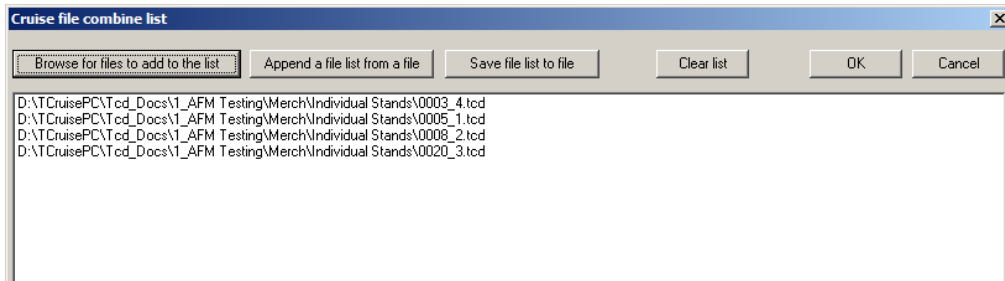 Cruise file combine list
Browse for files to add to the list Append a file list from a file Save file list to file Clear list OK Cancel
D:\TCruisePC\Tcd_Docs\1_AFM Testing\Merch\Individual Stands\0003_4.tcd
D:\TCruisePC\Tcd_Docs\1_AFM Testing\Merch\Individual Stands\0005_1.tcd
D:\TCruisePC\Tcd_Docs\1_AFM Testing\Merch\Individual Stands\0008_2.tcd
D:\TCruisePC\Tcd_Docs\1_AFM Testing\Merch\Individual Stands\0020_3.tcd